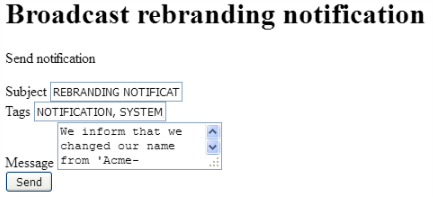 Broadcast rebranding notification
Send notification
Subject REBRANDING NOTIFICAT
Tags NOTIFICATION, SYSTEM
We inform that we
changed our name
Message from 'Acme-
Send